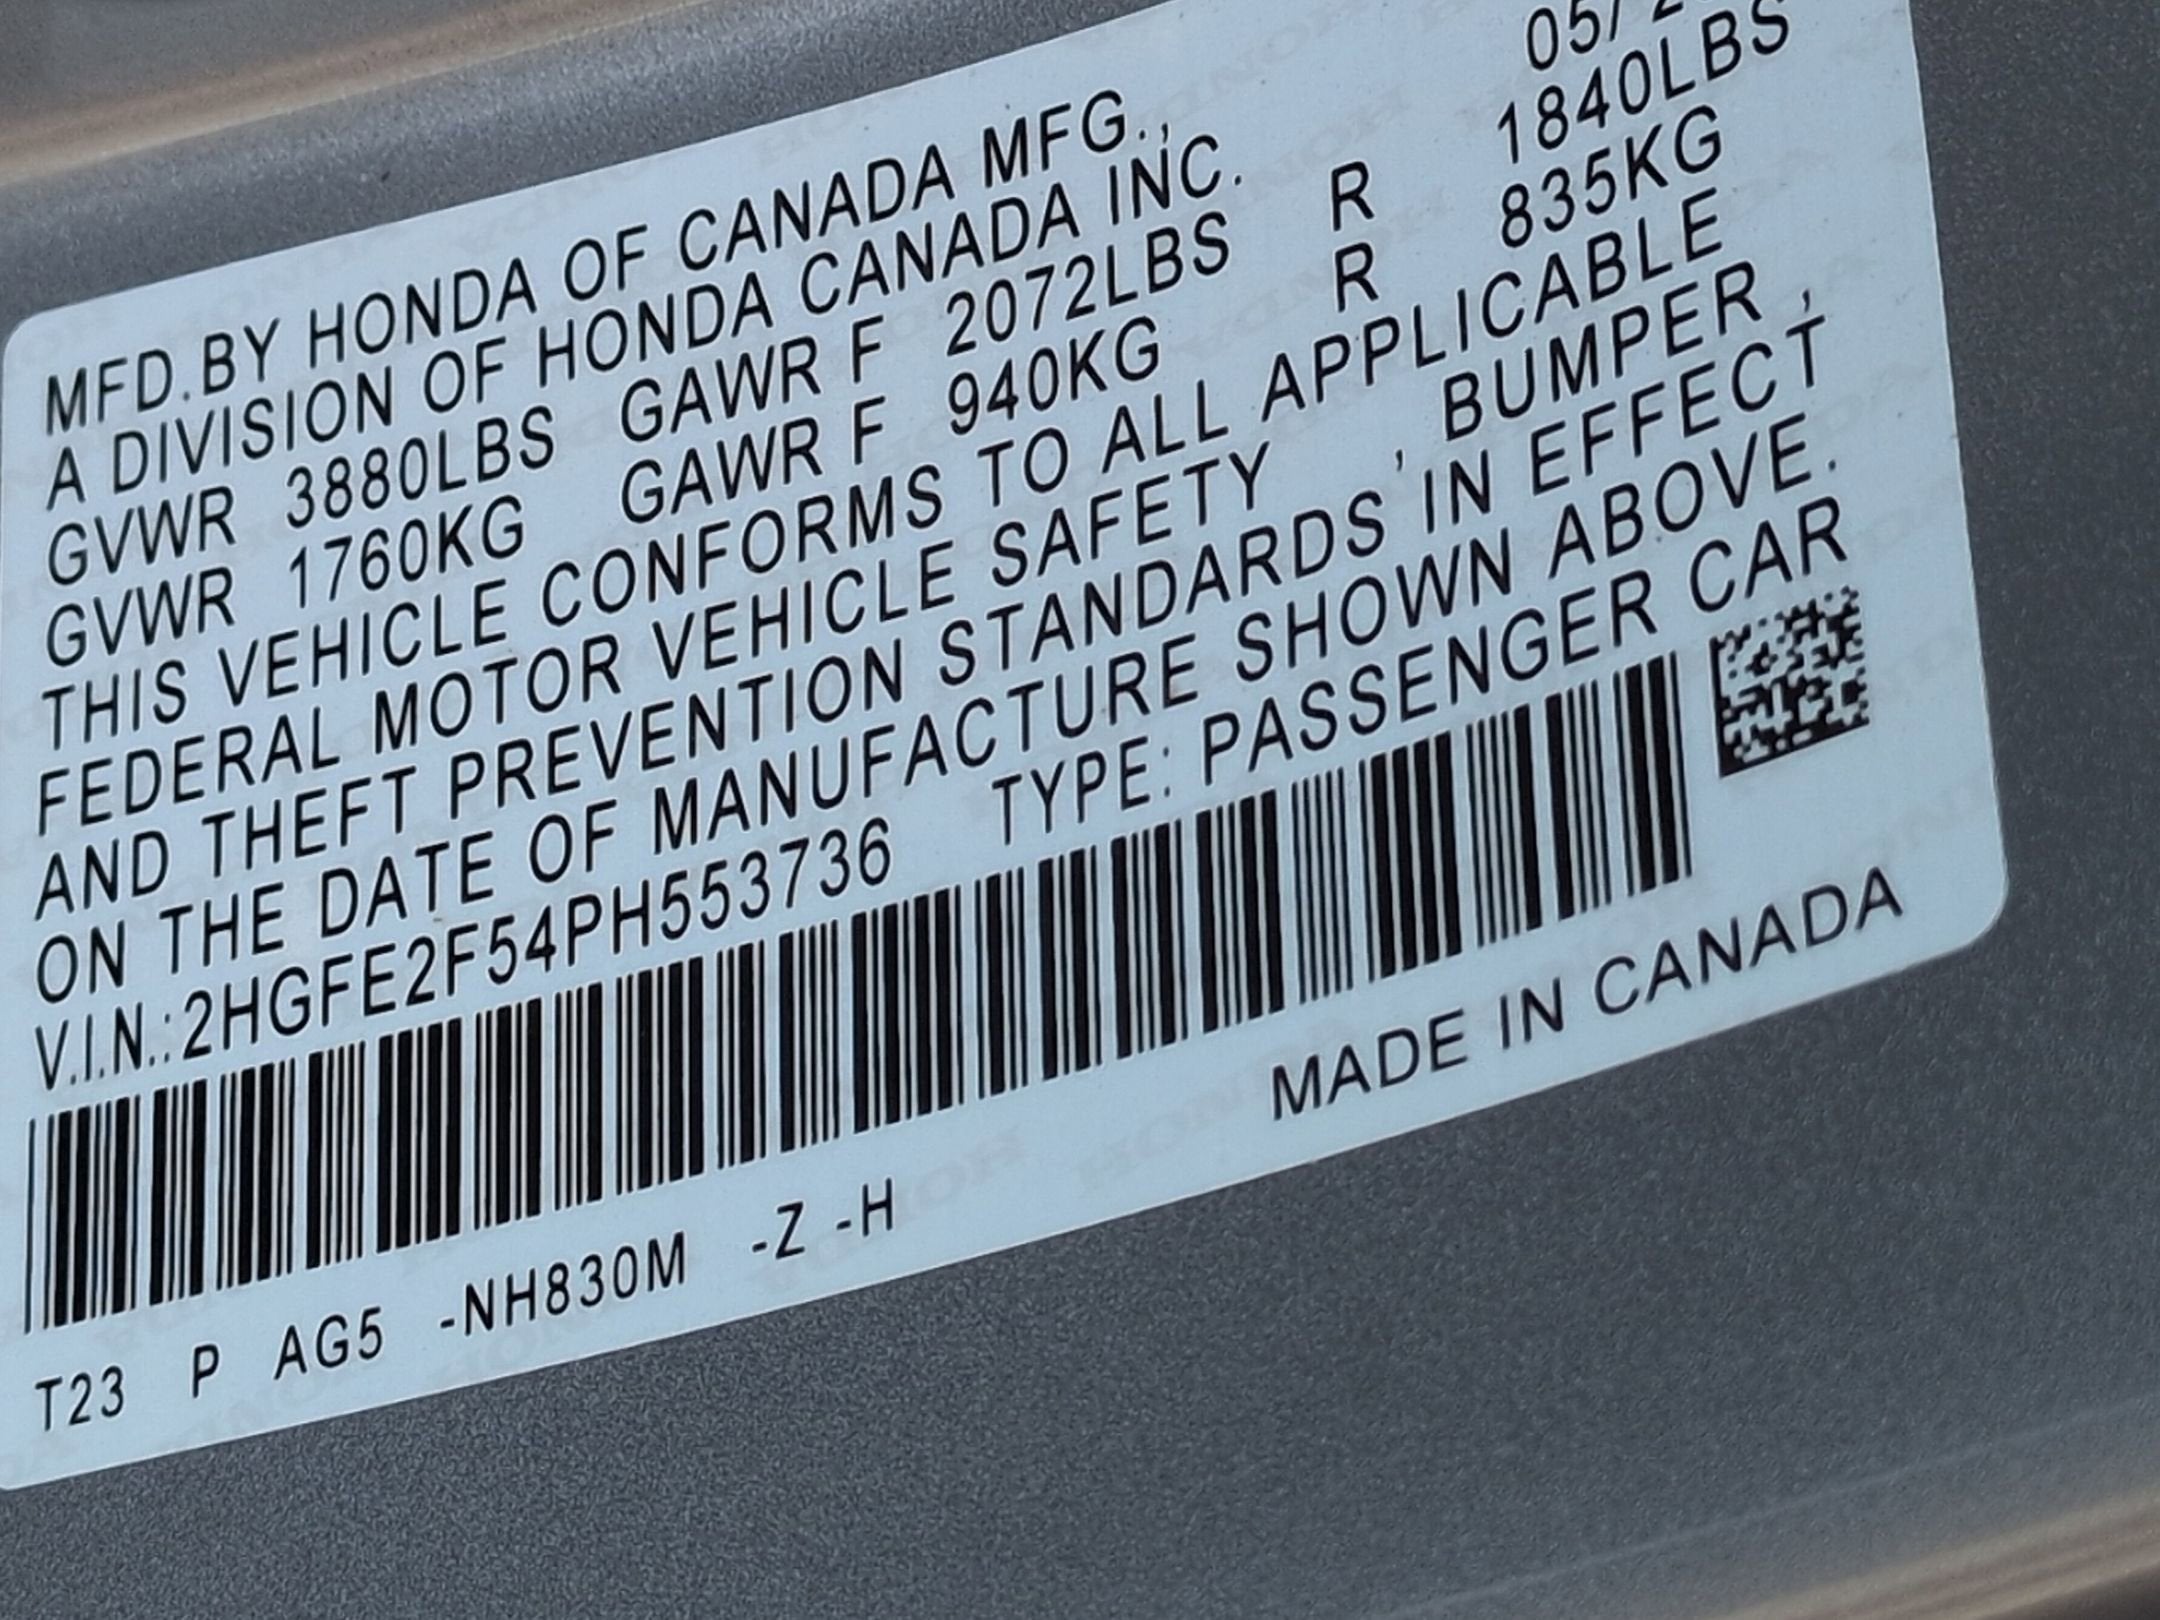 05/2
MFD.BY HONDA OF CANADA MFG.,
A DIVISION OF HONDA CANADA INC.
GVWR 3880LBS GAWR F 2072LBS R 1840LBS
GVWR 1760KG GAWR F 940KG R 835KG
THIS VEHICLE CONFORMS TO ALL APPLICABLE
FEDERAL MOTOR VEHICLE SAFETY , BUMPER ,
AND THEFT PREVENTION STANDARDS IN EFFECT
ON THE DATE OF MANUFACTURE SHOWN ABOVE.
V.I.N.:2HGFE2F54PH553736 TYPE: PASSENGER CAR
MADE IN CANADA
T23 P AG5 -NH830M -Z -H